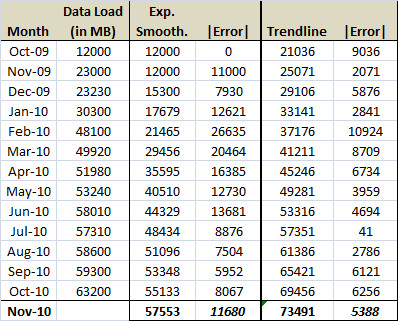 Data Load Exp.
Month (in MB) Smooth. |Error| Trendline |Error|
Oct-09 12000 12000 0 21036 9036
Nov-09 23000 12000 11000 25071 2071
Dec-09 23230 15300 7930 29106 5876
Jan-10 30300 17679 12621 33141 2841
Feb-10 48100 21465 26635 37176 10924
Mar-10 49920 29456 20464 41211 8709
Apr-10 51980 35595 16385 45246 6734
May-10 53240 40510 12730 49281 3959
Jun-10 58010 44329 13681 53316 4694
Jul-10 57310 48434 8876 57351 41
Aug-10 58600 51096 7504 61386 2786
Sep-10 59300 53348 5952 65421 6121
Oct-10 63200 55133 8067 69456 6256
Nov-10 57553 11680 73491 5388